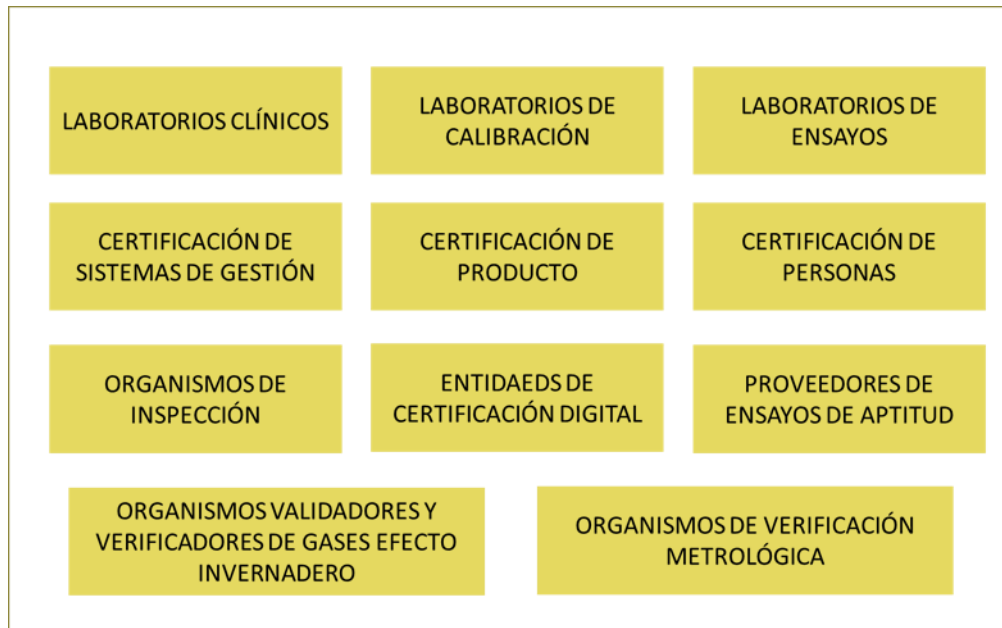 LABORATORIOS CLÍNICOS
LABORATORIOS DE
CALIBRACIÓN
LABORATORIOS DE
ENSAYOS
CERTIFICACIÓN DE
SISTEMAS DE GESTIÓN
CERTIFICACIÓN DE
PRODUCTO
CERTIFICACIÓN DE
PERSONAS
ORGANISMOS DE
INSPECCIÓN
ENTIDAEDS DE
CERTIFICACIÓN DIGITAL
PROVEEDORES DE
ENSAYOS DE APTITUD
ORGANISMOS VALIDADORES Y
VERIFICADORES DE GASES EFECTO
INVERNADERO
ORGANISMOS DE VERIFICACIÓN
METROLÓGICA